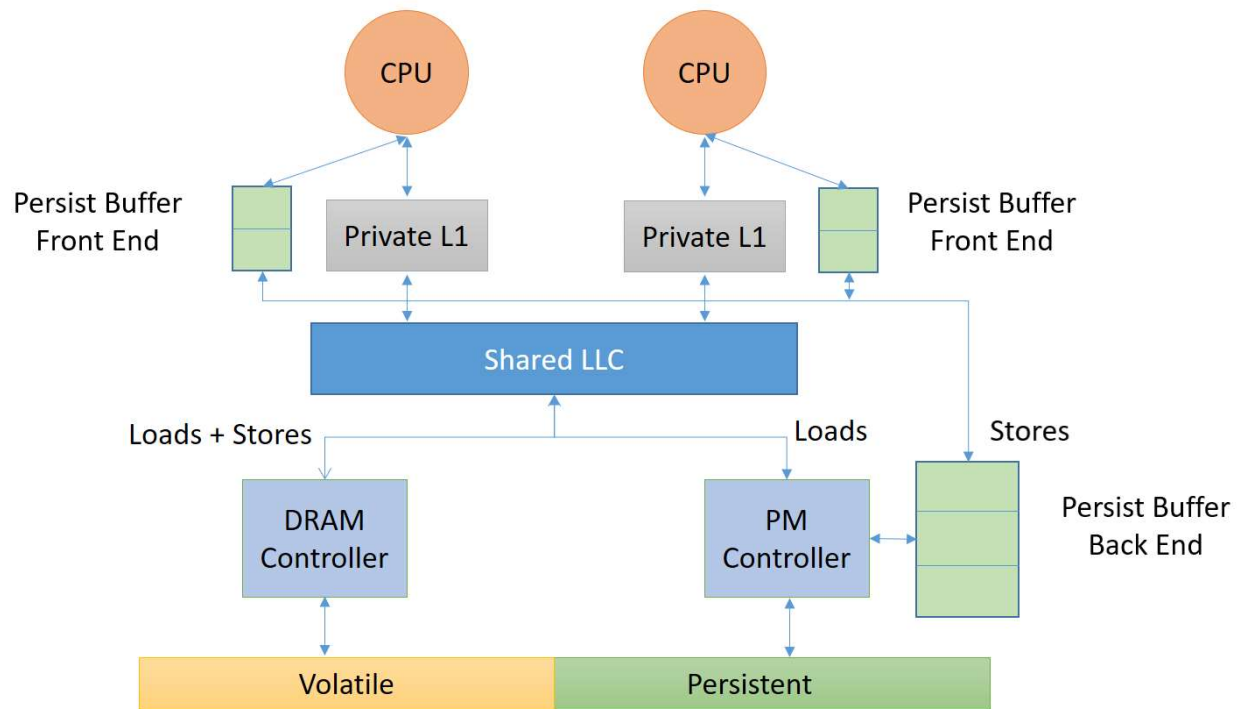 CPU
CPU
Persist Buffer
Front End
Private L1
Private L1
Persist Buffer
Front End
Shared LLC
Loads + Stores
Loads
Stores
DRAM
Controller
PM
Controller
Persist Buffer
Back End
Volatile
Persistent